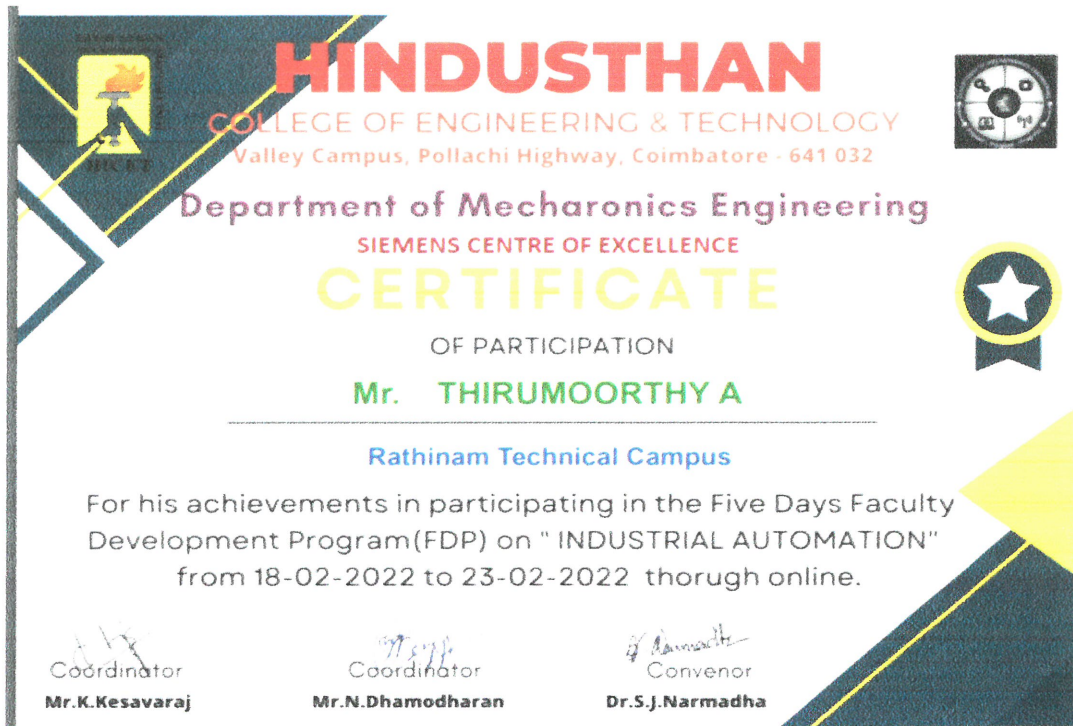 HINDUSTHAN
COLLEGE OF ENGINEERING & TECHNOLOGY
Valley Campus, Pollachi Highway, Coimbatore - 641 032
Department of Mecharonics Engineering
SIEMENS CENTRE OF EXCELLENCE
CERTIFICATE
OF PARTICIPATION
Mr. THIRUMOORTHY A
Rathinam Technical Campus
For his achievements in participating in the Five Days Faculty
Development Program(FDP) on " INDUSTRIAL AUTOMATION"
from 18-02-2022 to 23-02-2022 thorugh online.
Coordinator
Mr.K.Kesavaraj
Coordinator
Mr.N.Dhamodharan
Convenor
Dr.S.J.Narmadha